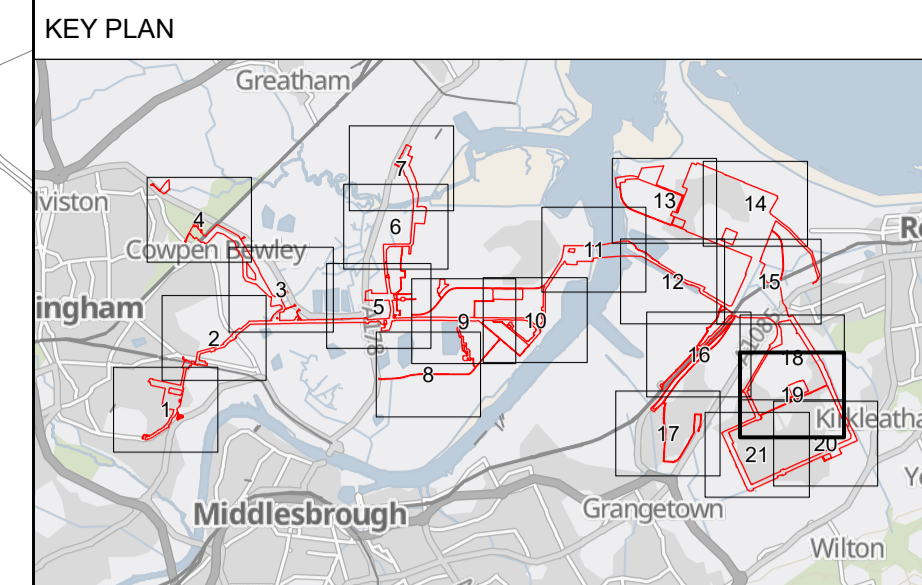 KEY PLAN
Greatham
7
lviston
4
13
14
6
Cowpen Bewley
11
3
12
15
ingham
5
A178
9
10
2
A1085
16
18
8
19
1
Kirkleatha
17
20
21
Middlesbrough
Grangetown
Wilton